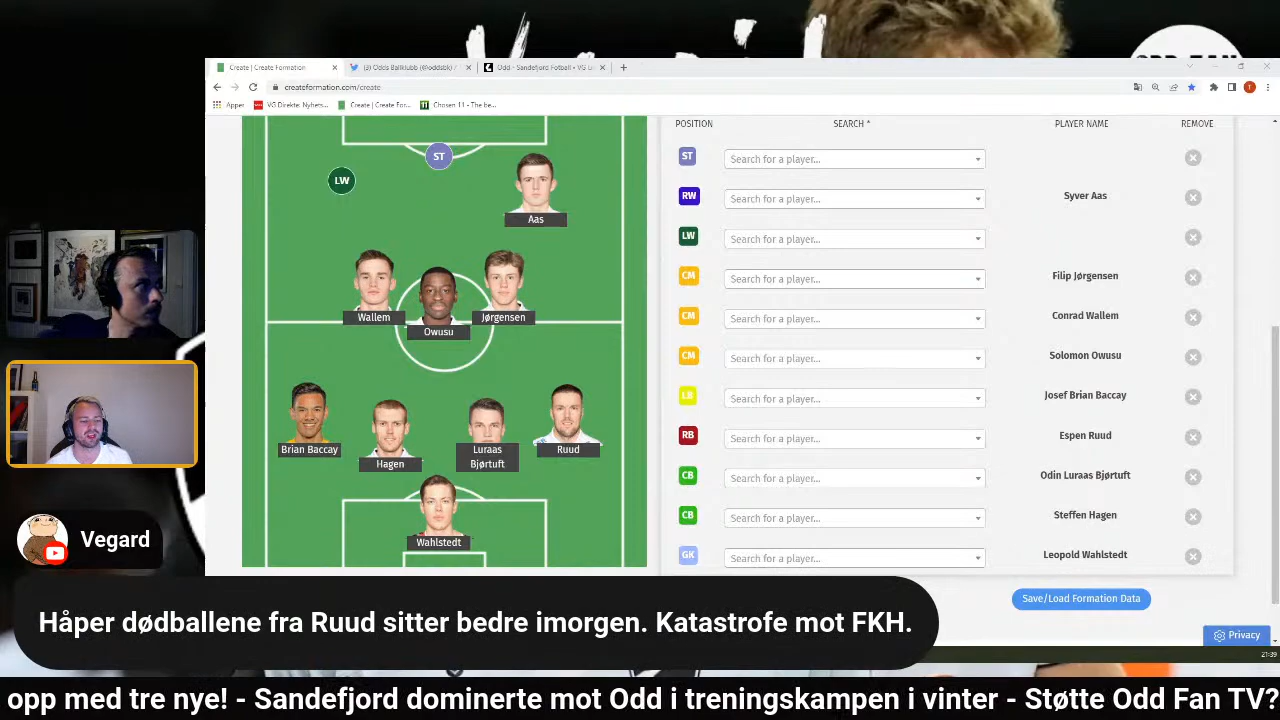 Create | Create Formation
(3) Odds Ballklubb (@oddsbk) /
Odd - Sandefjord Fotball • VG Li
createformation.com/create
Apper
VG Direkte: Nyhets...
Create | Create For...
Chosen 11 - The be...
POSITION
SEARCH *
PLAYER NAME
REMOVE
ST
Search for a player...
RW
Search for a player...
Syver Aas
LW
Search for a player...
CM
Search for a player...
Filip Jørgensen
CM
Search for a player...
Conrad Wallem
CM
Search for a player...
Solomon Owusu
LB
Search for a player...
Josef Brian Baccay
RB
Search for a player...
Espen Ruud
CB
Search for a player...
Odin Luraas Bjørtuft
CB
Search for a player...
Steffen Hagen
GK
Search for a player...
Leopold Wahlstedt
Save/Load Formation Data
Privacy
21:39
ST
LW
Aas
Wallem
Owusu
Jørgensen
Brian Baccay
Hagen
Luraas
Bjørtuft
Ruud
Wahlstedt
Vegard
Håper dødballene fra Ruud sitter bedre imorgen. Katastrofe mot FKH.
opp med tre nye! - Sandefjord dominerte mot Odd i treningskampen i vinter - Støtte Odd Fan TV?